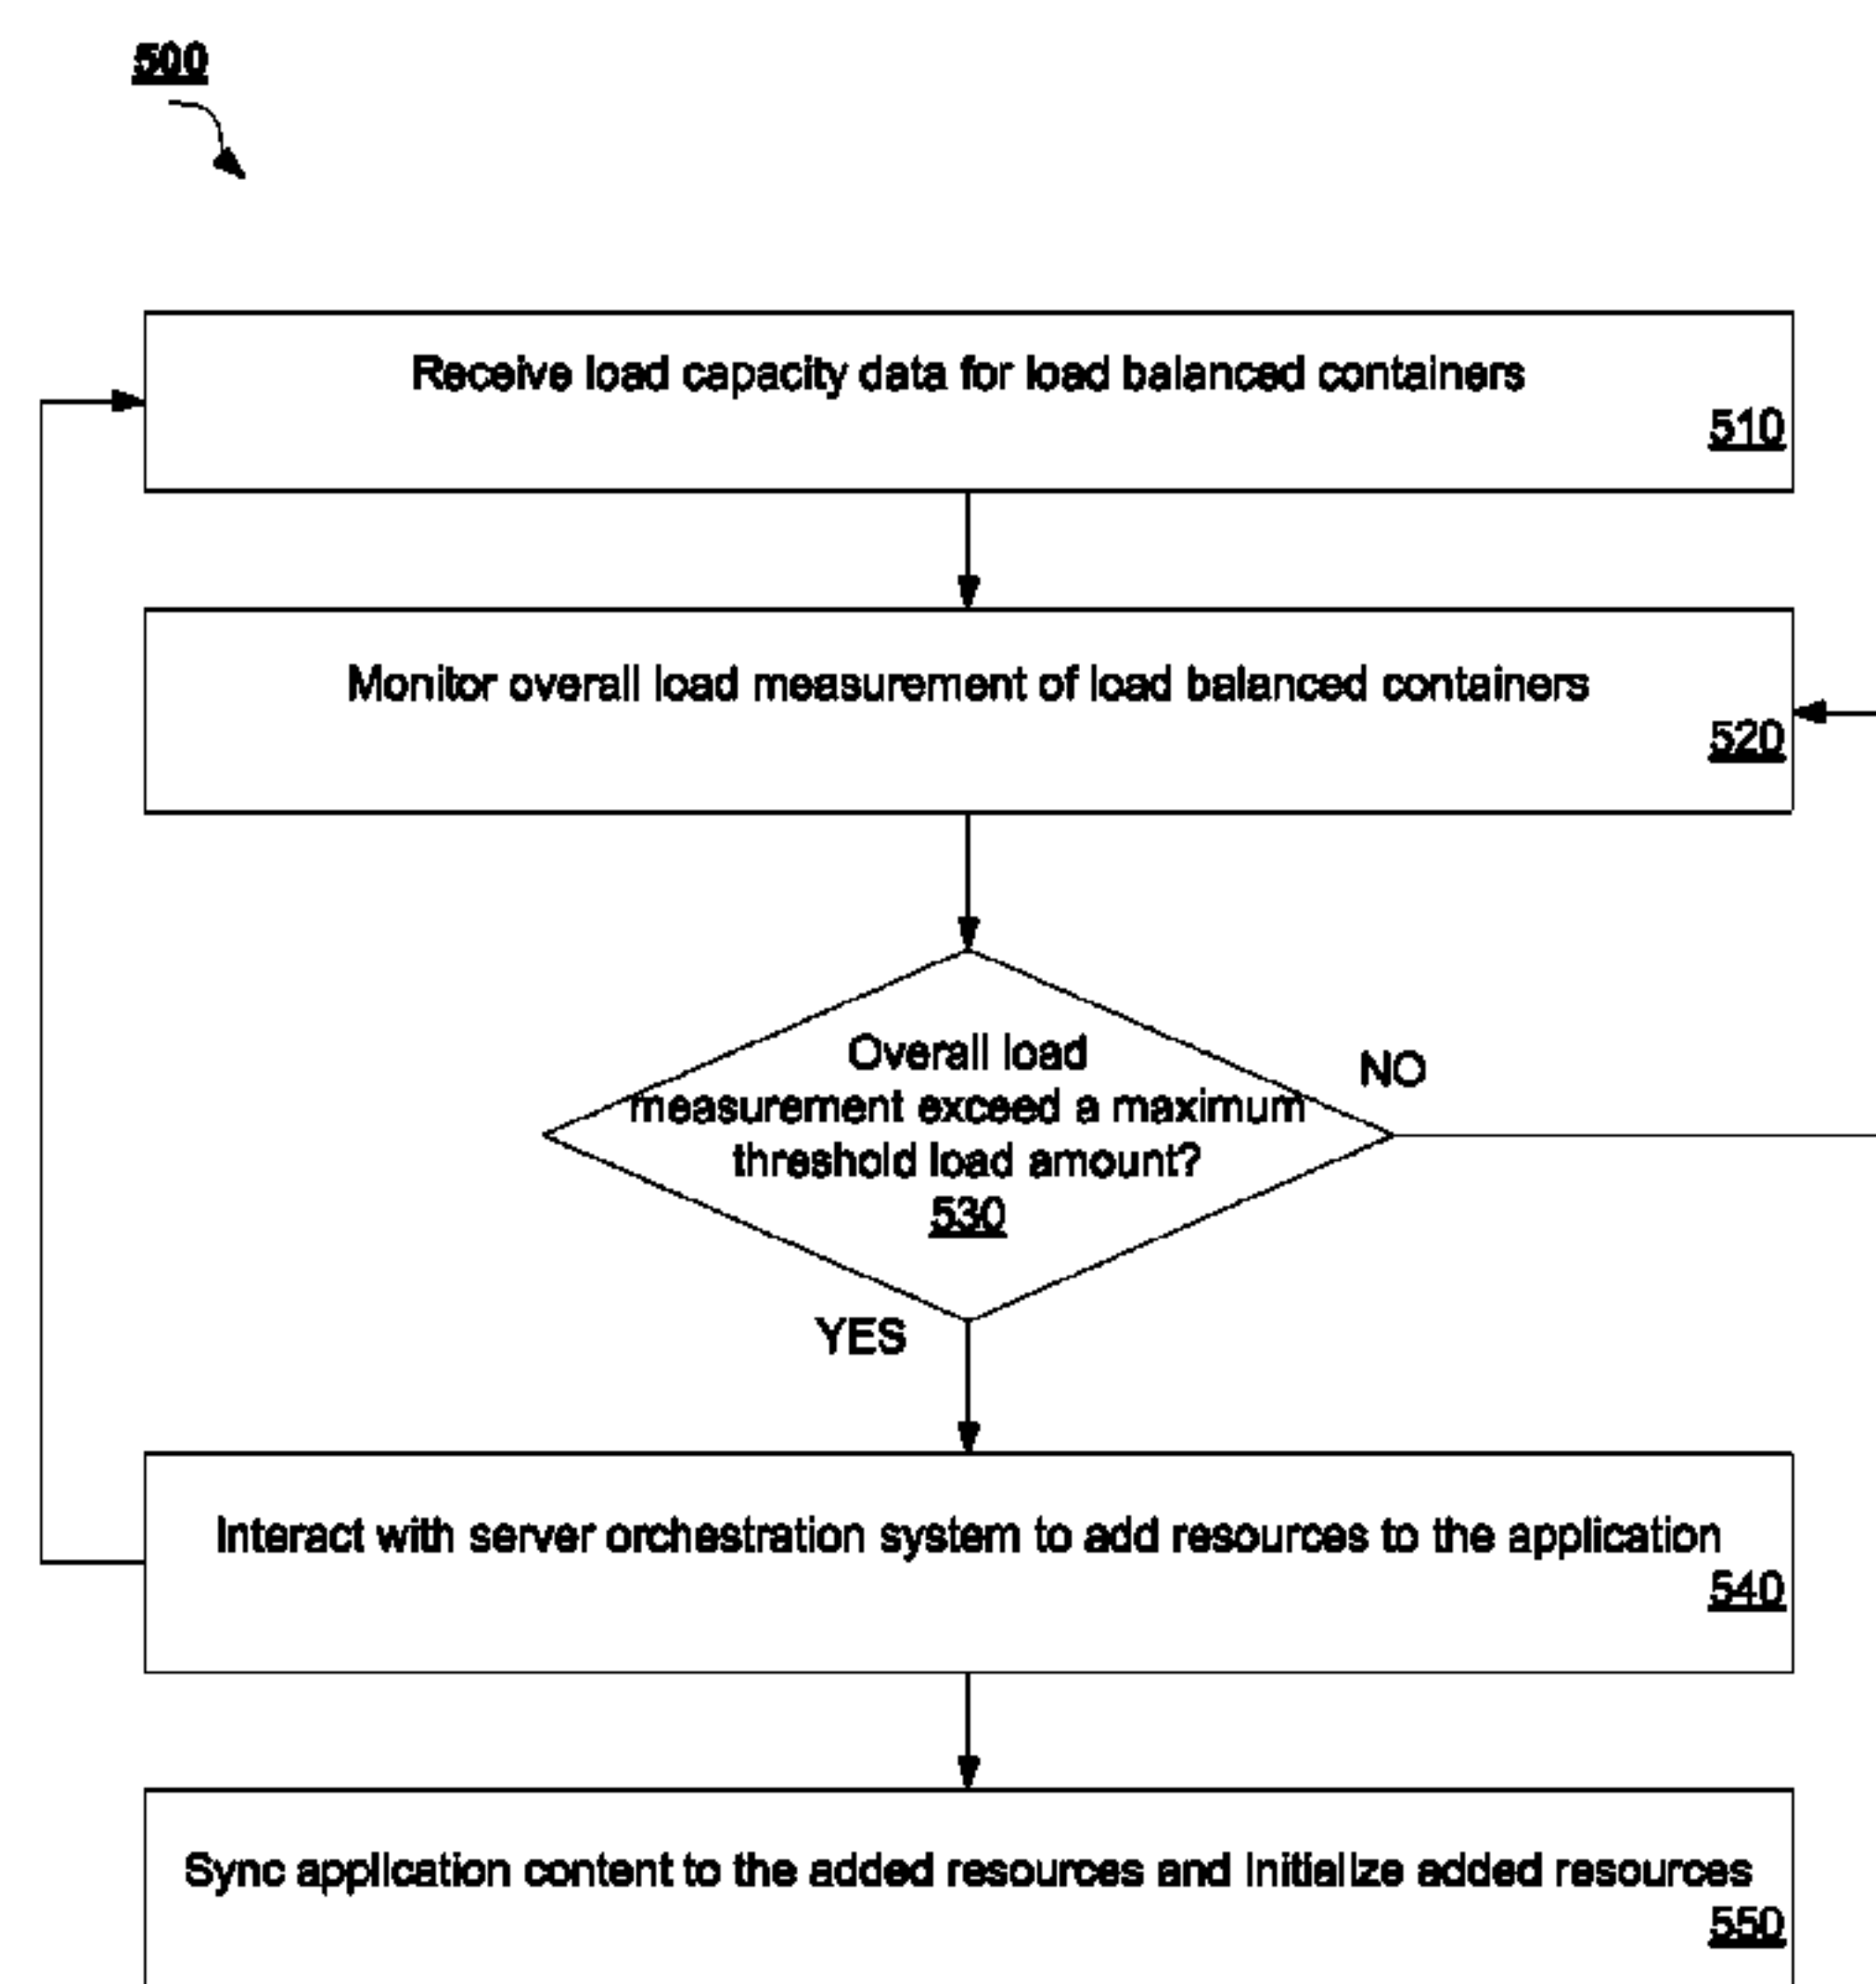 500
Receive load capacity data for load balanced containers
510
Monitor overall load measurement of load balanced containers
520
Overall load
measurement exceed a maximum
threshold load amount?
530
NO
YES
Interact with server orchestration system to add resources to the application
540
Sync application content to the added resources and initialize added resources
550